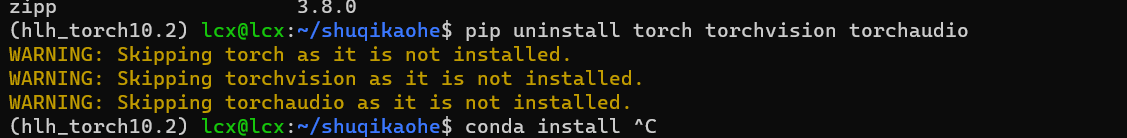 zipp 3.8.0
(hlh_torch10.2) lcx@lcx:~/shuqikaohe$ pip uninstall torch torchvision torchaudio
WARNING: Skipping torch as it is not installed.
WARNING: Skipping torchvision as it is not installed.
WARNING: Skipping torchaudio as it is not installed.
(hlh_torch10.2) lcx@lcx:~/shuqikaohe$ conda install ^C